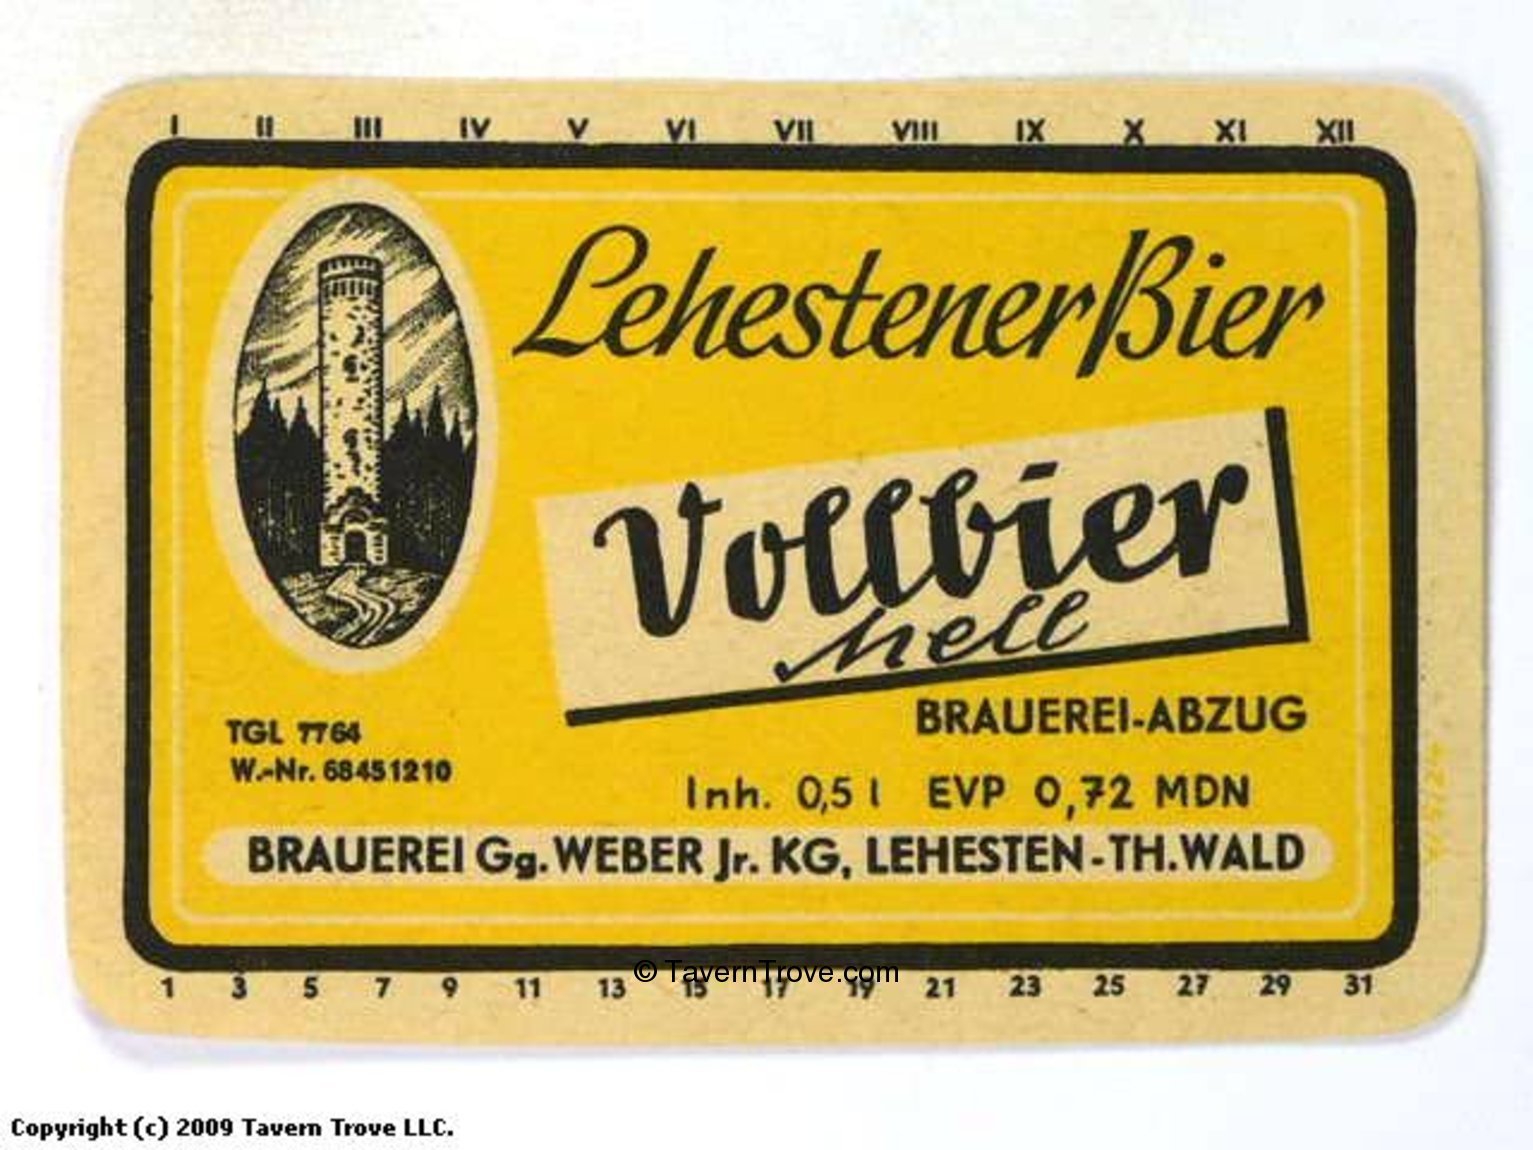 I II III IV V VI VII VIII IX X XI XII
Lehestener Bier
Vollbier
hell
BRAUEREI-ABZUG
TGL 7764
W.-Nr. 68451210
Inh. 0,5 l EVP 0,72 MDN
BRAUEREI Gg. WEBER Jr. KG, LEHESTEN-TH.WALD
© TavernTrove.com
1 3 5 7 9 11 13 15 17 19 21 23 25 27 29 31
Copyright (c) 2009 Tavern Trove LLC.